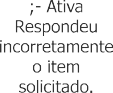 ;- Ativa
Respondeu
incorretamente
o item
solicitado.